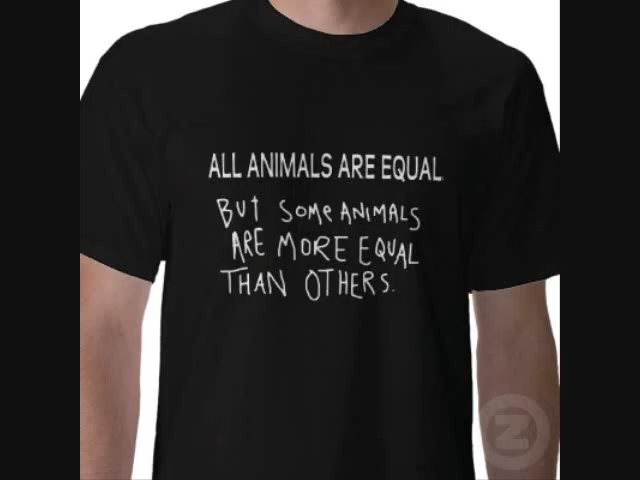 ALL ANIMALS ARE EQUAL
BUT SOMe ANIMALS
ARE MORE EQUAL
THAN OTHERS.
Z